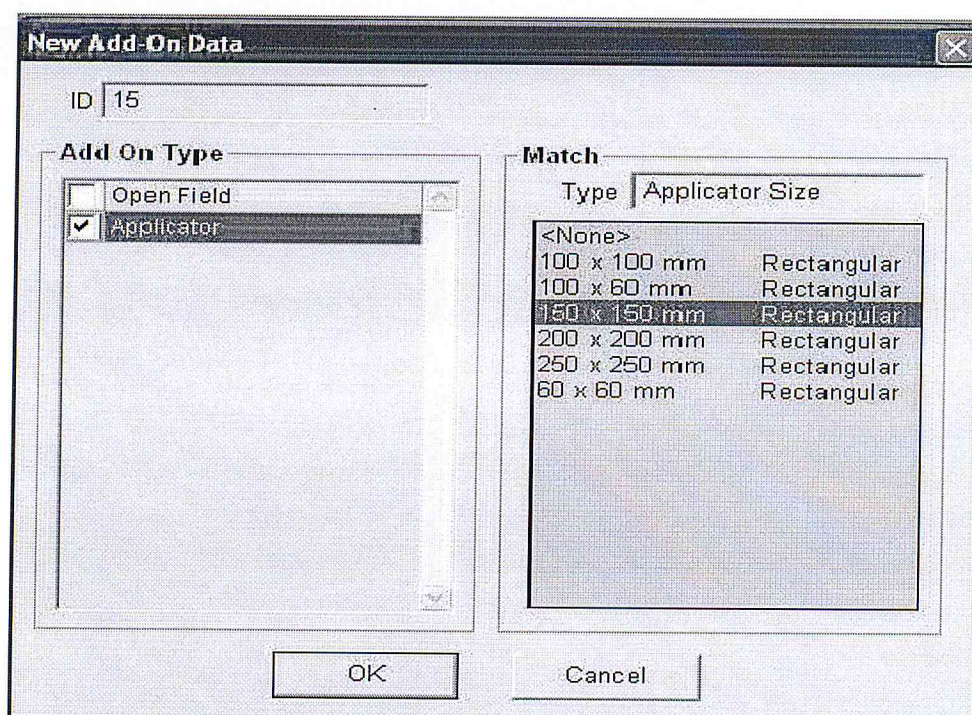 New Add-On Data
ID 15
Add On Type
Open Field
Applicator
Match
Type Applicator Size
<None>
100 x 100 mm Rectangular
100 x 60 mm Rectangular
150 x 150 mm Rectangular
200 x 200 mm Rectangular
250 x 250 mm Rectangular
60 x 60 mm Rectangular
OK
Cancel